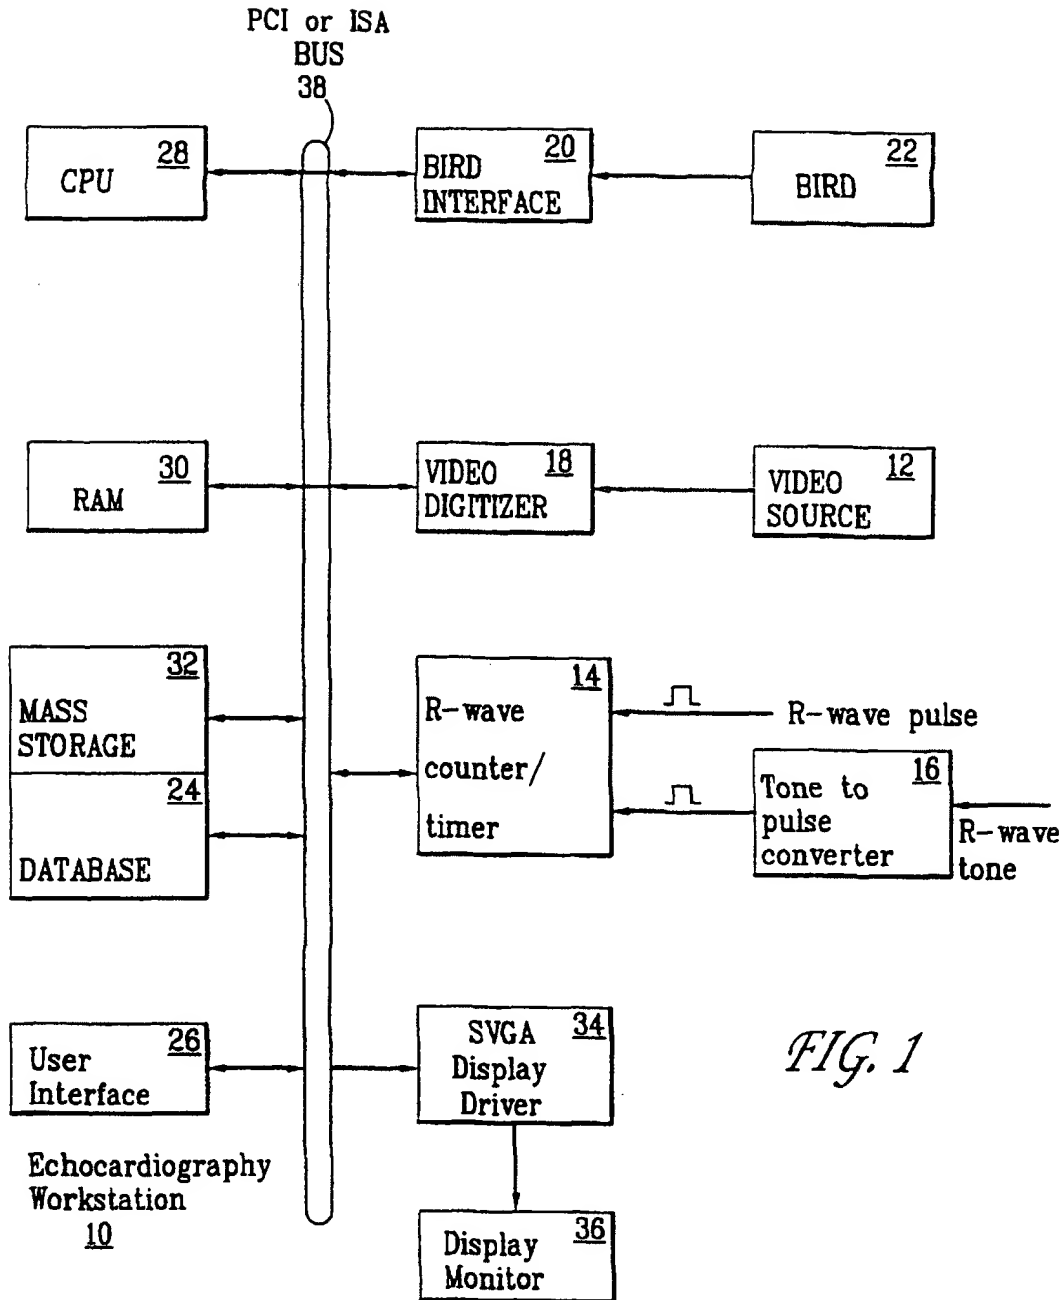 PCI or ISA
BUS
38
28
CPU
20
BIRD
INTERFACE
22
BIRD
30
RAM
18
VIDEO
DIGITIZER
12
VIDEO
SOURCE
32
MASS
STORAGE
24
DATABASE
14
R-wave
counter/
timer
R-wave pulse
16
Tone to
pulse
converter
R-wave
tone
26
User
Interface
34
SVGA
Display
Driver
FIG. 1
Echocardiography
Workstation
10
36
Display
Monitor